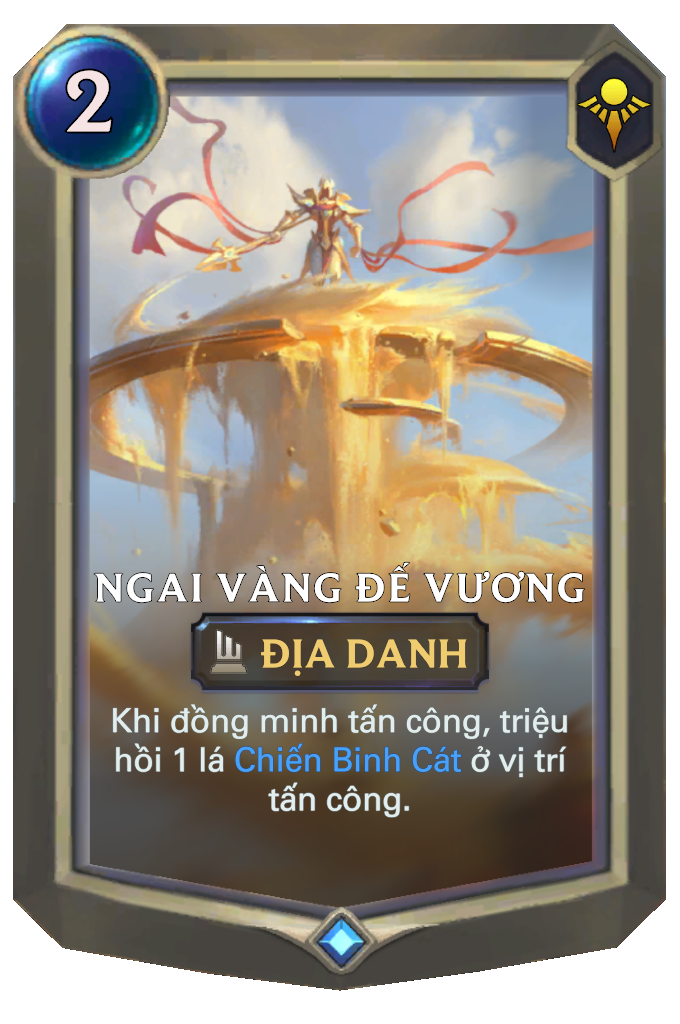 2
NGAI VÀNG ĐẾ VƯƠNG
ĐỊA DANH
Khi đồng minh tấn công, triệu
hồi 1 lá Chiến Binh Cát ở vị trí
tấn công.